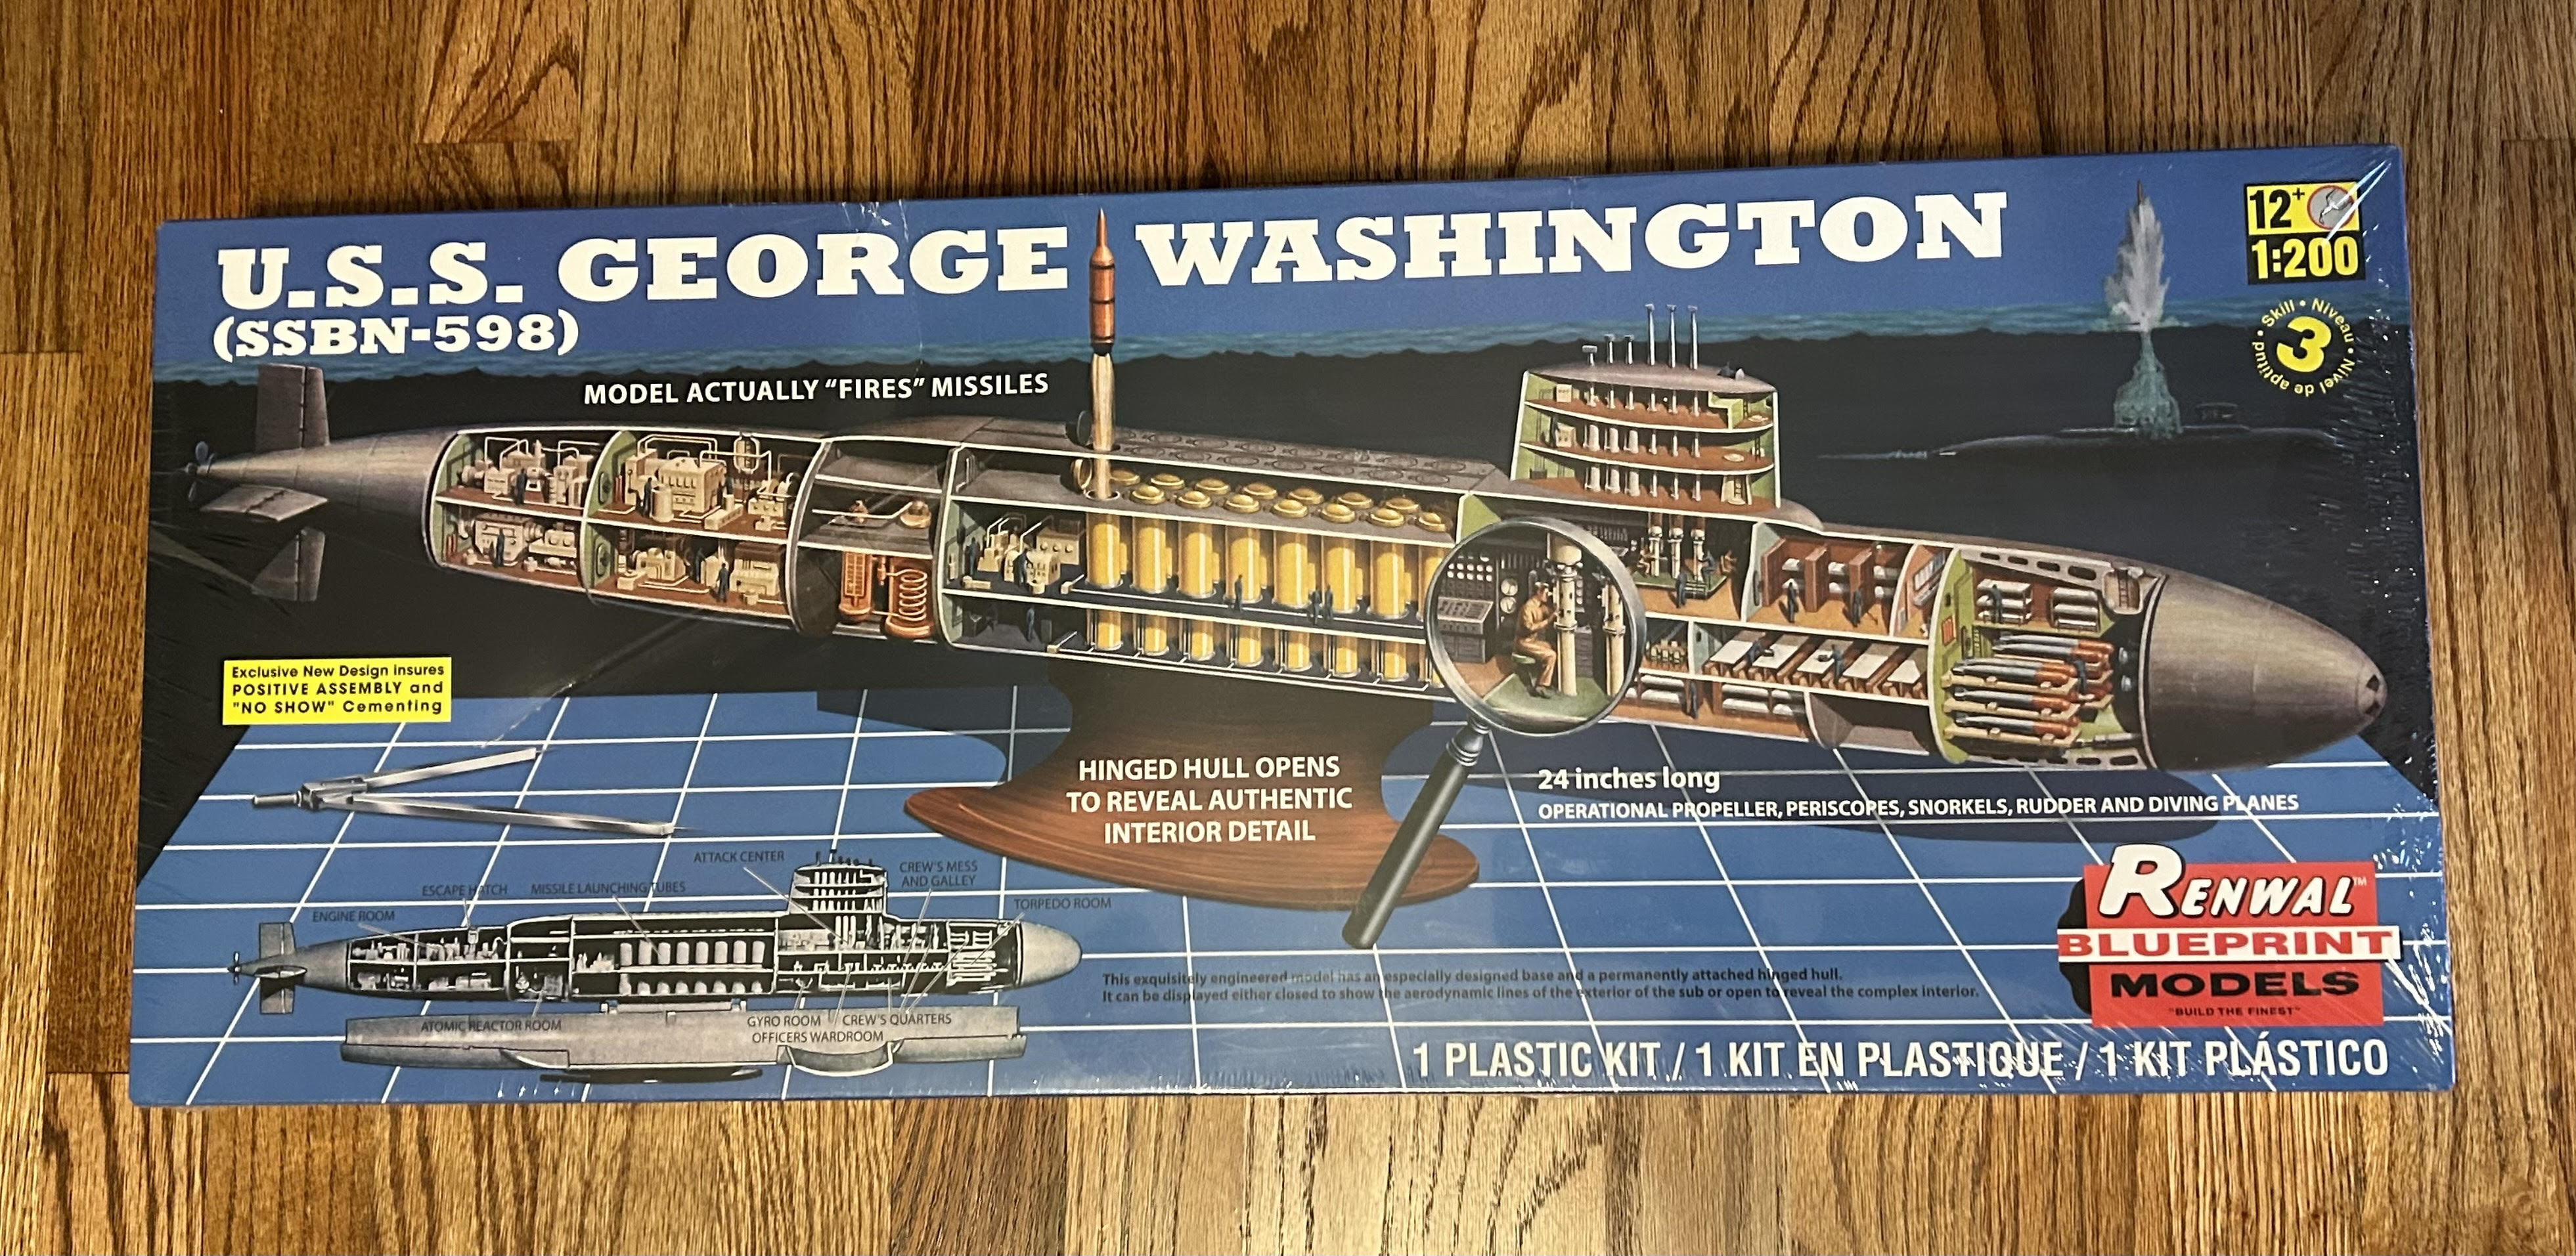 U.S.S. GEORGE WASHINGTON
(SSBN-598)
12+
1:200
Skill • Niveau • Nivel de aptitud •
3
MODEL ACTUALLY "FIRES" MISSILES
Exclusive New Design insures
POSITIVE ASSEMBLY and
"NO SHOW" Cementing
HINGED HULL OPENS
TO REVEAL AUTHENTIC
INTERIOR DETAIL
24 inches long
OPERATIONAL PROPELLER, PERISCOPES, SNORKELS, RUDDER AND DIVING PLANES
ATTACK CENTER
CREW'S MESS
AND GALLEY
ESCAPE HATCH
MISSILE LAUNCHING TUBES
TORPEDO ROOM
ENGINE ROOM
ATOMIC REACTOR ROOM
GYRO ROOM
CREW'S QUARTERS
OFFICERS WARDROOM
This exquisitely engineered model has an especially designed base and a permanently attached hinged hull.
It can be displayed either closed to show the aerodynamic lines of the exterior of the sub or open to reveal the complex interior.
RENWAL™
BLUEPRINT
MODELS
"BUILD THE FINEST"
1 PLASTIC KIT / 1 KIT EN PLASTIQUE / 1 KIT PLÁSTICO